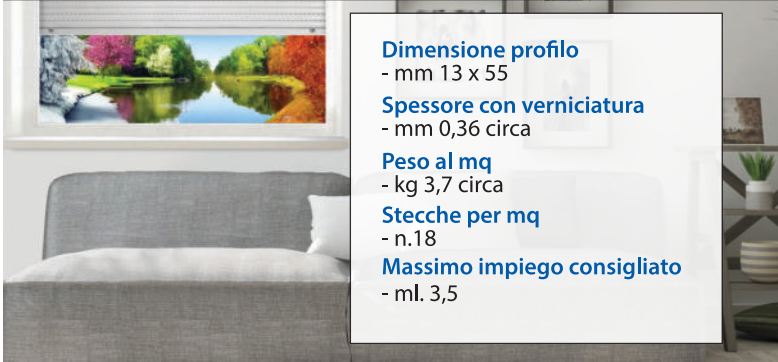 Dimensione profilo
- mm 13 x 55
Spessore con verniciatura
- mm 0,36 circa
Peso al mq
- kg 3,7 circa
Stecche per mq
- n.18
Massimo impiego consigliato
- ml. 3,5